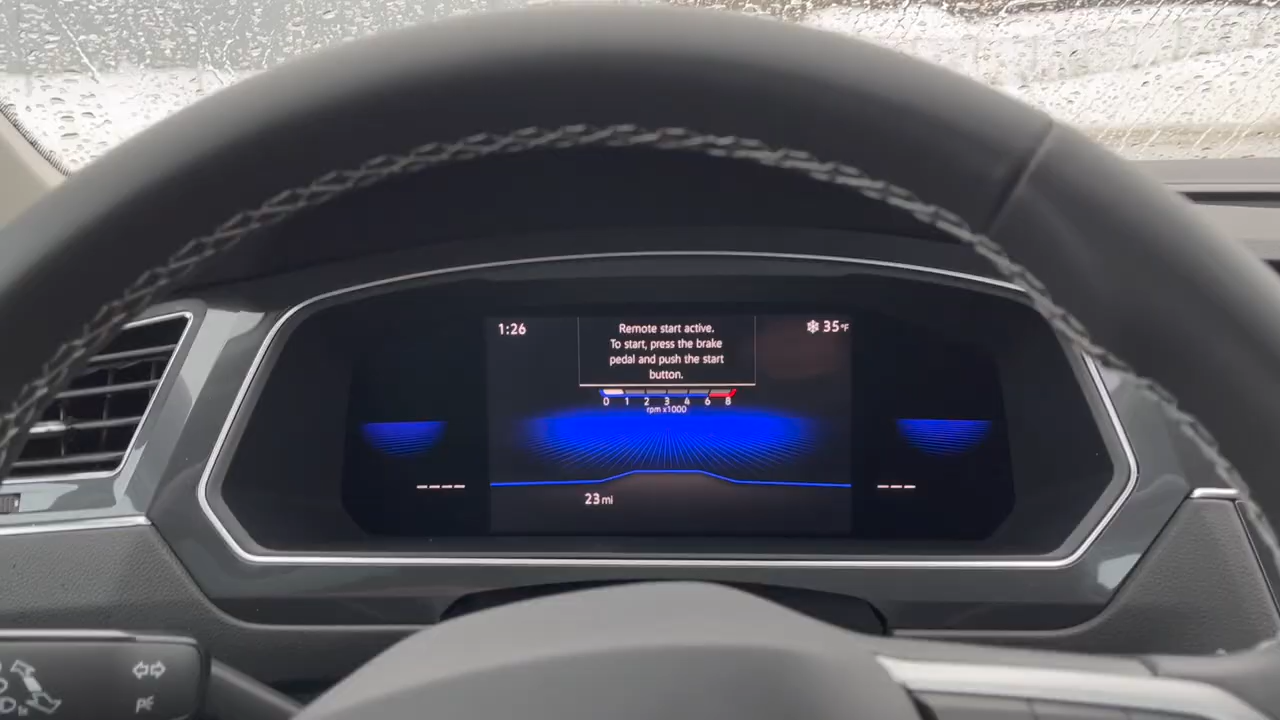 1:26
Remote start active.
To start, press the brake
pedal and push the start
button.
35°F
0 1 2 3 4 6 8
rpm x1000
----
---
23 mi